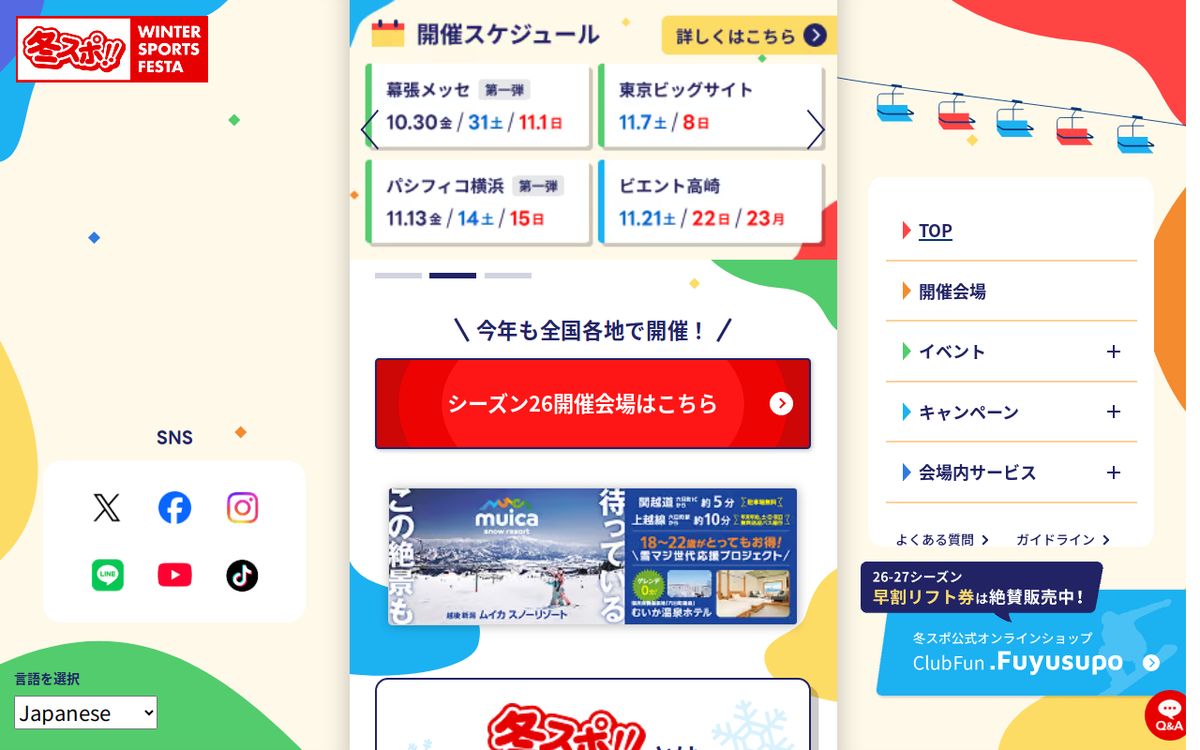 冬スポ!!
WINTER
SPORTS
FESTA
SNS
LINE
言語を選択
Japanese
開催スケジュール
詳しくはこちら
幕張メッセ 第一弾
10.30金 / 31土 / 11.1日
東京ビッグサイト
11.7土 / 8日
パシフィコ横浜 第一弾
11.13金 / 14土 / 15日
ビエント高崎
11.21土 / 22日 / 23月
\ 今年も全国各地で開催！ /
シーズン26開催会場はこちら
この絶景も
muica
snow resort
越後 新潟 ムイカ スノーリゾート
待っている
関越道 から 約5分
上越線 から 約10分
18~22歳がとってもお得!
\雪マジ世代応援プロジェクト/
ゲレンデ
むいか温泉ホテル
冬スポ!!とは
TOP
開催会場
イベント
キャンペーン
会場内サービス
よくある質問
ガイドライン
26-27シーズン
早割リフト券は絶賛販売中!
冬スポ公式オンラインショップ
ClubFun .Fuyusupo
Q&A